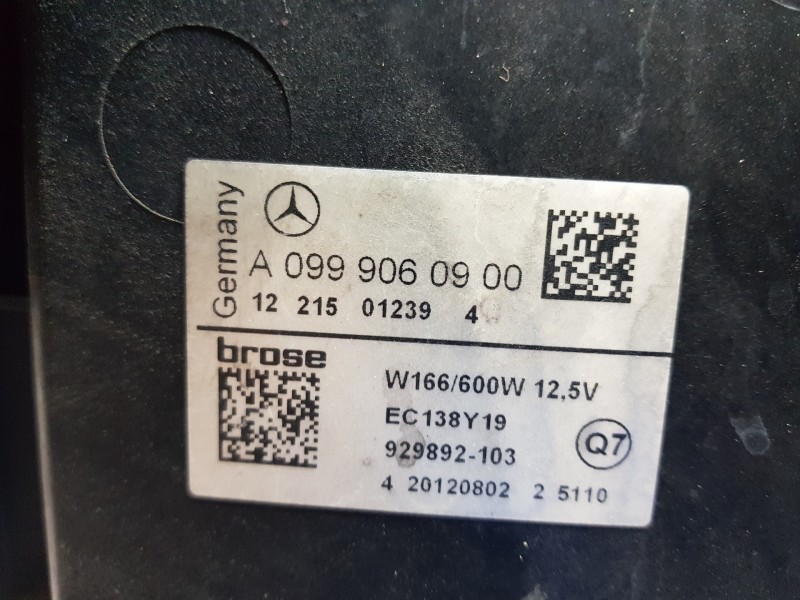 Germany
A 099 906 09 00
12 215 01239 4
brose
W166/600W 12,5V
EC138Y19
929892-103
Q7
4 20120802 2 5110